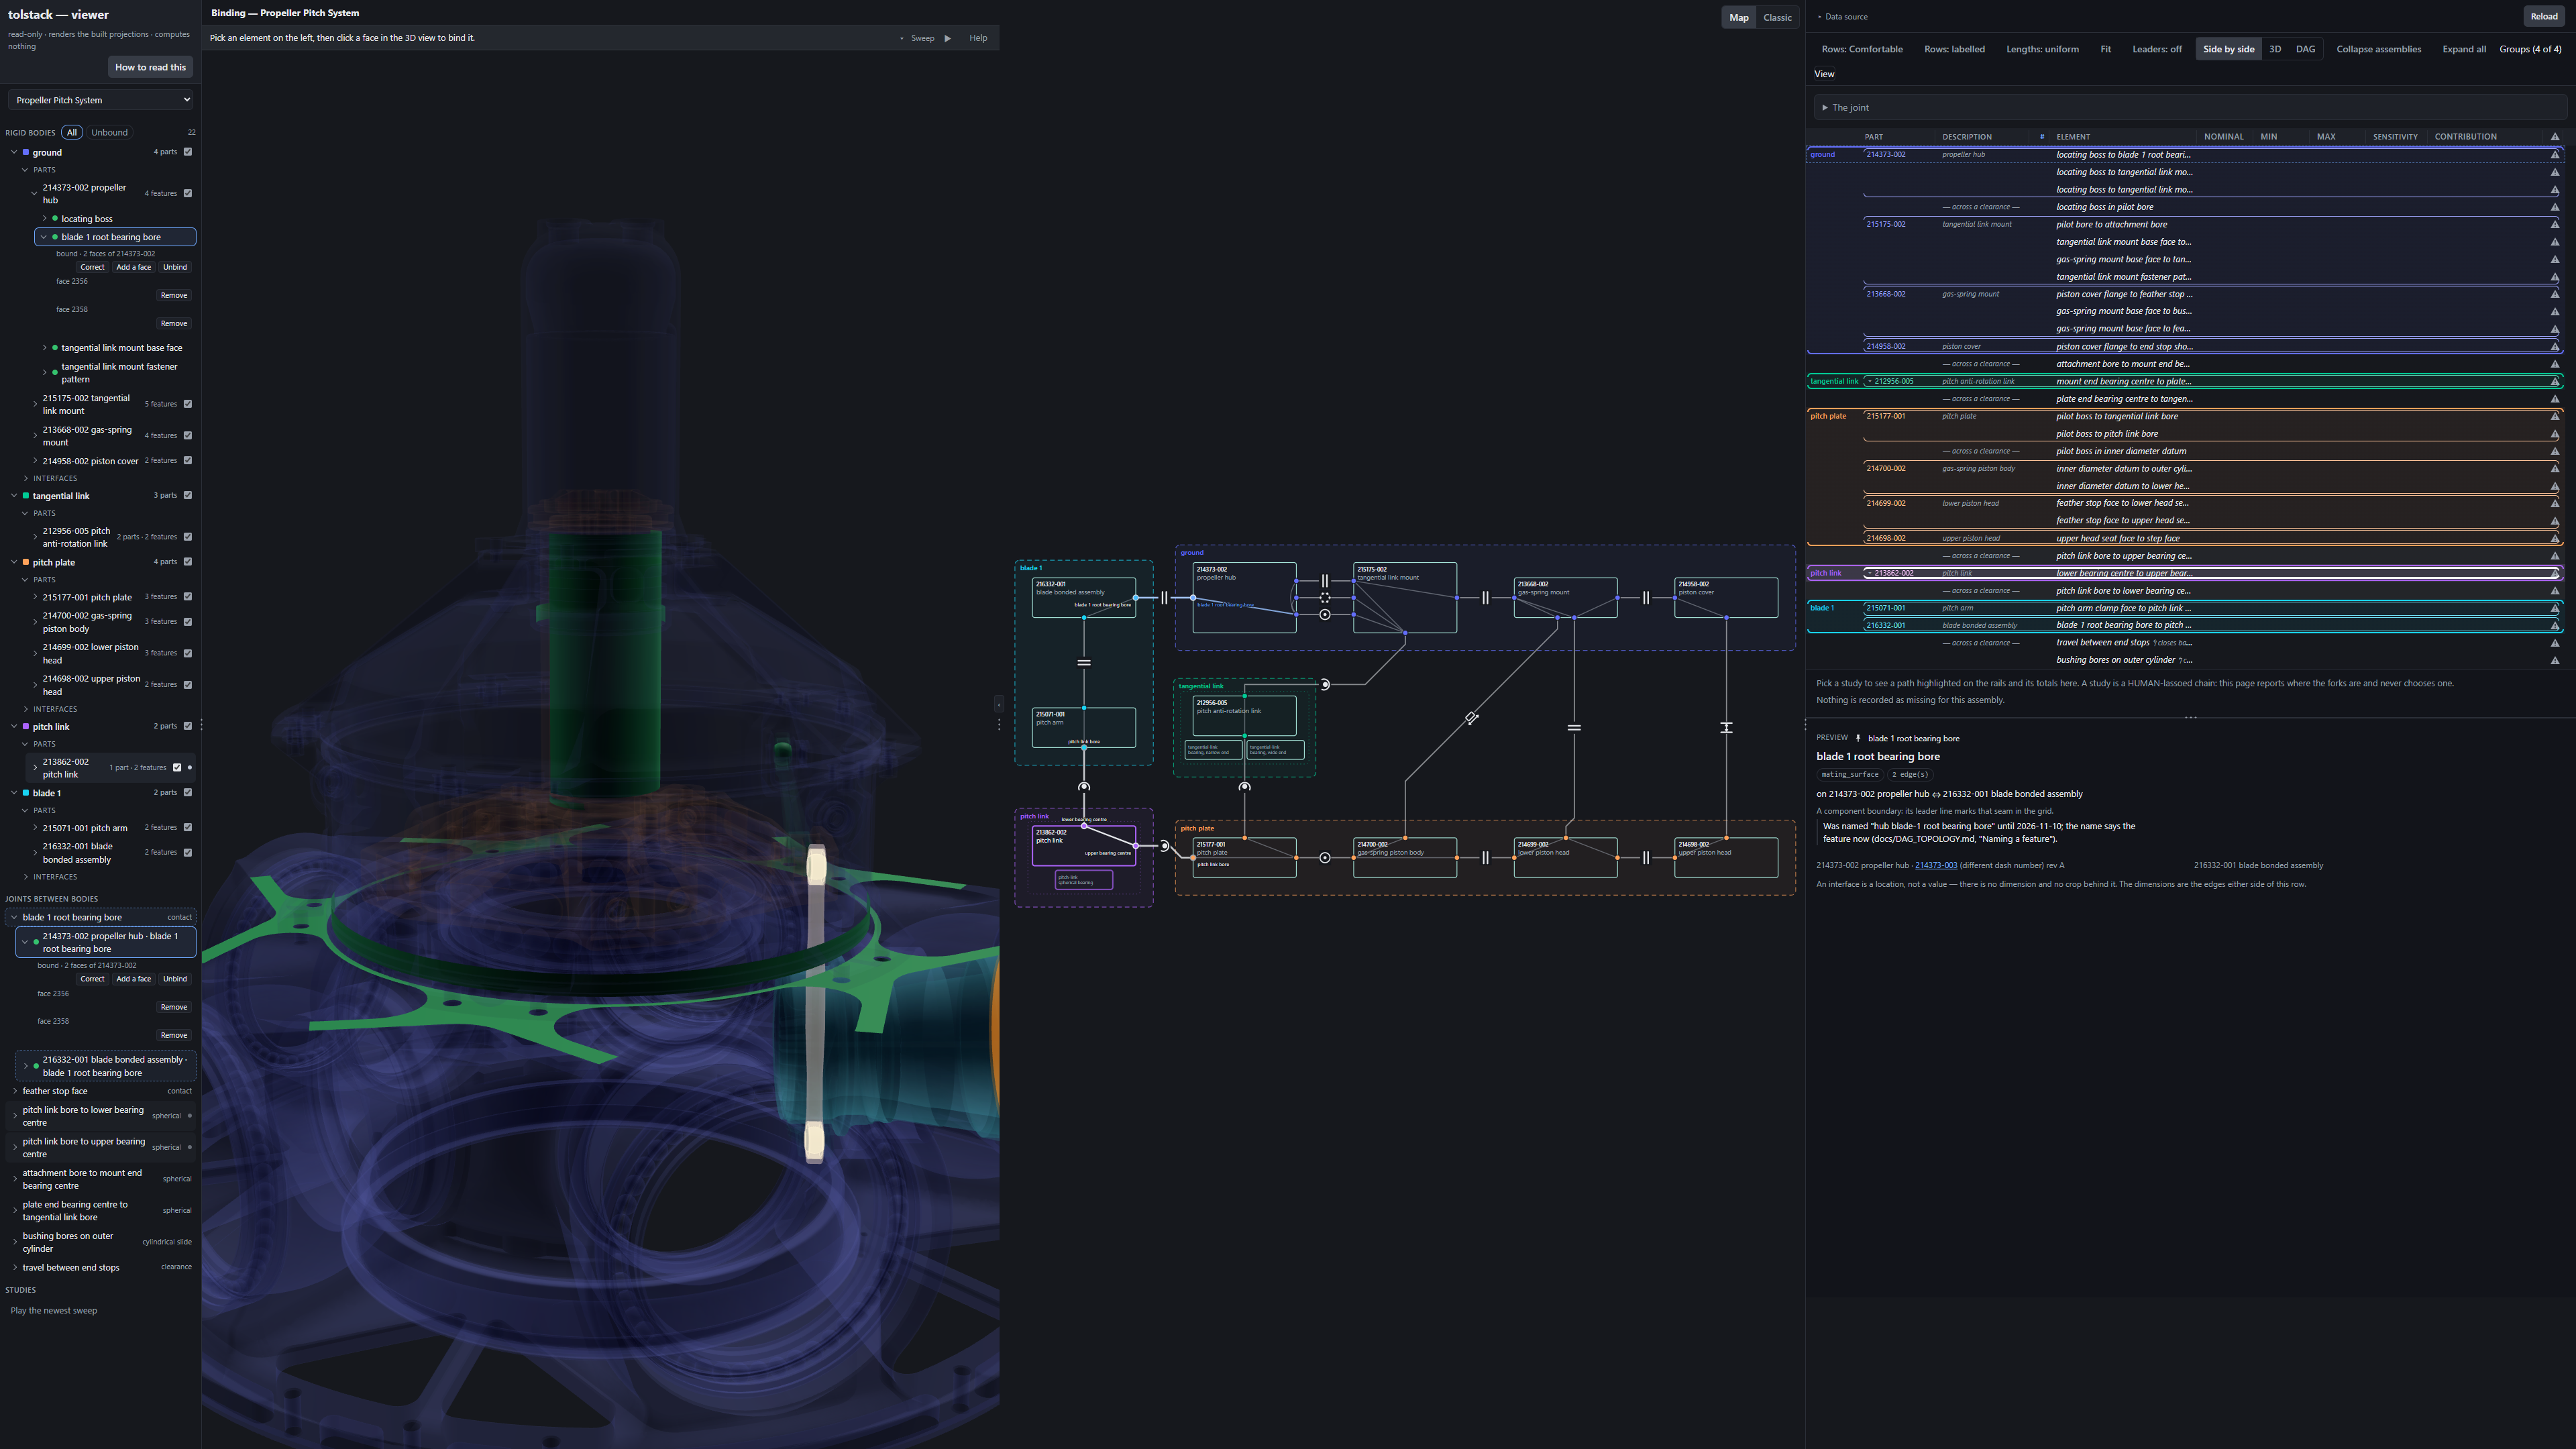 tolstack — viewer
read-only · renders the built projections · computes
nothing
How to read this
Propeller Pitch System
RIGID BODIES All Unbound 22
ground 4 parts
PARTS
214373-002 propeller
hub
4 features
locating boss
blade 1 root bearing bore
bound · 2 faces of 214373-002
Correct Add a face Unbind
face 2356
Remove
face 2358
Remove
tangential link mount base face
tangential link mount fastener
pattern
215175-002 tangential
link mount
5 features
213668-002 gas-spring
mount
4 features
214958-002 piston cover 2 features
INTERFACES
tangential link 3 parts
PARTS
212956-005 pitch
anti-rotation link
2 parts · 2 features
pitch plate 4 parts
PARTS
215177-001 pitch plate 3 features
214700-002 gas-spring
piston body
3 features
214699-002 lower piston
head
3 features
214698-002 upper piston
head
2 features
INTERFACES
pitch link 2 parts
PARTS
213862-002
pitch link
1 part · 2 features
blade 1 2 parts
PARTS
215071-001 pitch arm 2 features
216332-001 blade
bonded assembly
2 features
INTERFACES
JOINTS BETWEEN BODIES
blade 1 root bearing bore contact
214373-002 propeller hub · blade 1
root bearing bore
bound · 2 faces of 214373-002
Correct Add a face Unbind
face 2356
Remove
face 2358
Remove
216332-001 blade bonded assembly ·
blade 1 root bearing bore
feather stop face contact
pitch link bore to lower bearing
centre
spherical
pitch link bore to upper bearing
centre
spherical
attachment bore to mount end
bearing centre
spherical
plate end bearing centre to
tangential link bore
spherical
bushing bores on outer
cylinder
cylindrical slide
travel between end stops clearance
STUDIES
Play the newest sweep
Binding — Propeller Pitch System
Map Classic
Pick an element on the left, then click a face in the 3D view to bind it.
Sweep Help
blade 1
216332-001
blade bonded assembly
blade 1 root bearing bore
215071-001
pitch arm
pitch link bore
ground
214373-002
propeller hub
blade 1 root bearing bore
215175-002
tangential link mount
213668-002
gas-spring mount
214958-002
piston cover
tangential link
212956-005
pitch anti-rotation link
tangential link
bearing, narrow end
tangential link
bearing, wide end
pitch link
lower bearing centre
213862-002
pitch link
upper bearing centre
pitch link
spherical bearing
pitch plate
215177-001
pitch plate
pitch link bore
214700-002
gas-spring piston body
214699-002
lower piston head
214698-002
upper piston head
Data source
Reload
Rows: Comfortable Rows: labelled Lengths: uniform Fit Leaders: off Side by side 3D DAG Collapse assemblies Expand all Groups (4 of 4)
View
The joint
PART DESCRIPTION # ELEMENT NOMINAL MIN MAX SENSITIVITY CONTRIBUTION
ground 214373-002 propeller hub locating boss to blade 1 root beari...
locating boss to tangential link mo...
locating boss to tangential link mo...
— across a clearance — locating boss in pilot bore
215175-002 tangential link mount pilot bore to attachment bore
tangential link mount base face to...
gas-spring mount base face to tan...
tangential link mount fastener pat...
213668-002 gas-spring mount piston cover flange to feather stop ...
gas-spring mount base face to bus...
gas-spring mount base face to fea...
214958-002 piston cover piston cover flange to end stop sho...
— across a clearance — attachment bore to mount end be...
tangential link 212956-005 pitch anti-rotation link mount end bearing centre to plate...
— across a clearance — plate end bearing centre to tangen...
pitch plate 215177-001 pitch plate pilot boss to tangential link bore
pilot boss to pitch link bore
— across a clearance — pilot boss in inner diameter datum
214700-002 gas-spring piston body inner diameter datum to outer cyli...
inner diameter datum to lower he...
214699-002 lower piston head feather stop face to lower head se...
feather stop face to upper head se...
214698-002 upper piston head upper head seat face to step face
— across a clearance — pitch link bore to upper bearing ce...
pitch link 213862-002 pitch link lower bearing centre to upper bear...
— across a clearance — pitch link bore to lower bearing ce...
blade 1 215071-001 pitch arm pitch arm clamp face to pitch link ...
216332-001 blade bonded assembly blade 1 root bearing bore to pitch ...
— across a clearance — travel between end stops ↰ closes ba...
bushing bores on outer cylinder ↰ c...
Pick a study to see a path highlighted on the rails and its totals here. A study is a HUMAN-lassoed chain: this page reports where the forks are and never chooses one.
Nothing is recorded as missing for this assembly.
PREVIEW blade 1 root bearing bore
blade 1 root bearing bore
mating_surface 2 edge(s)
on 214373-002 propeller hub ⇔ 216332-001 blade bonded assembly
A component boundary: its leader line marks that seam in the grid.
Was named "hub blade-1 root bearing bore" until 2026-11-10; the name says the
feature now (docs/DAG_TOPOLOGY.md, "Naming a feature").
214373-002 propeller hub · 214373-003 (different dash number) rev A 216332-001 blade bonded assembly
An interface is a location, not a value — there is no dimension and no crop behind it. The dimensions are the edges either side of this row.